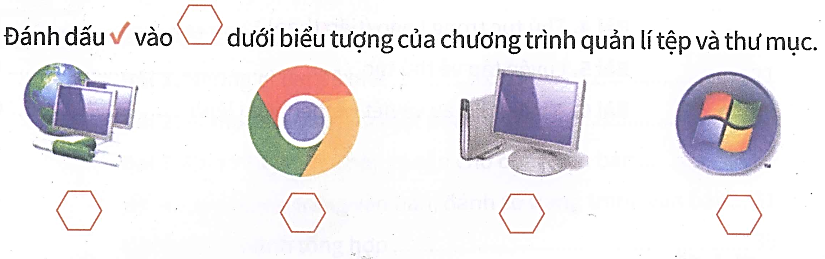 Đánh dấu ✓ vào dưới biểu tượng của chương trình quản lí tệp và thư mục.